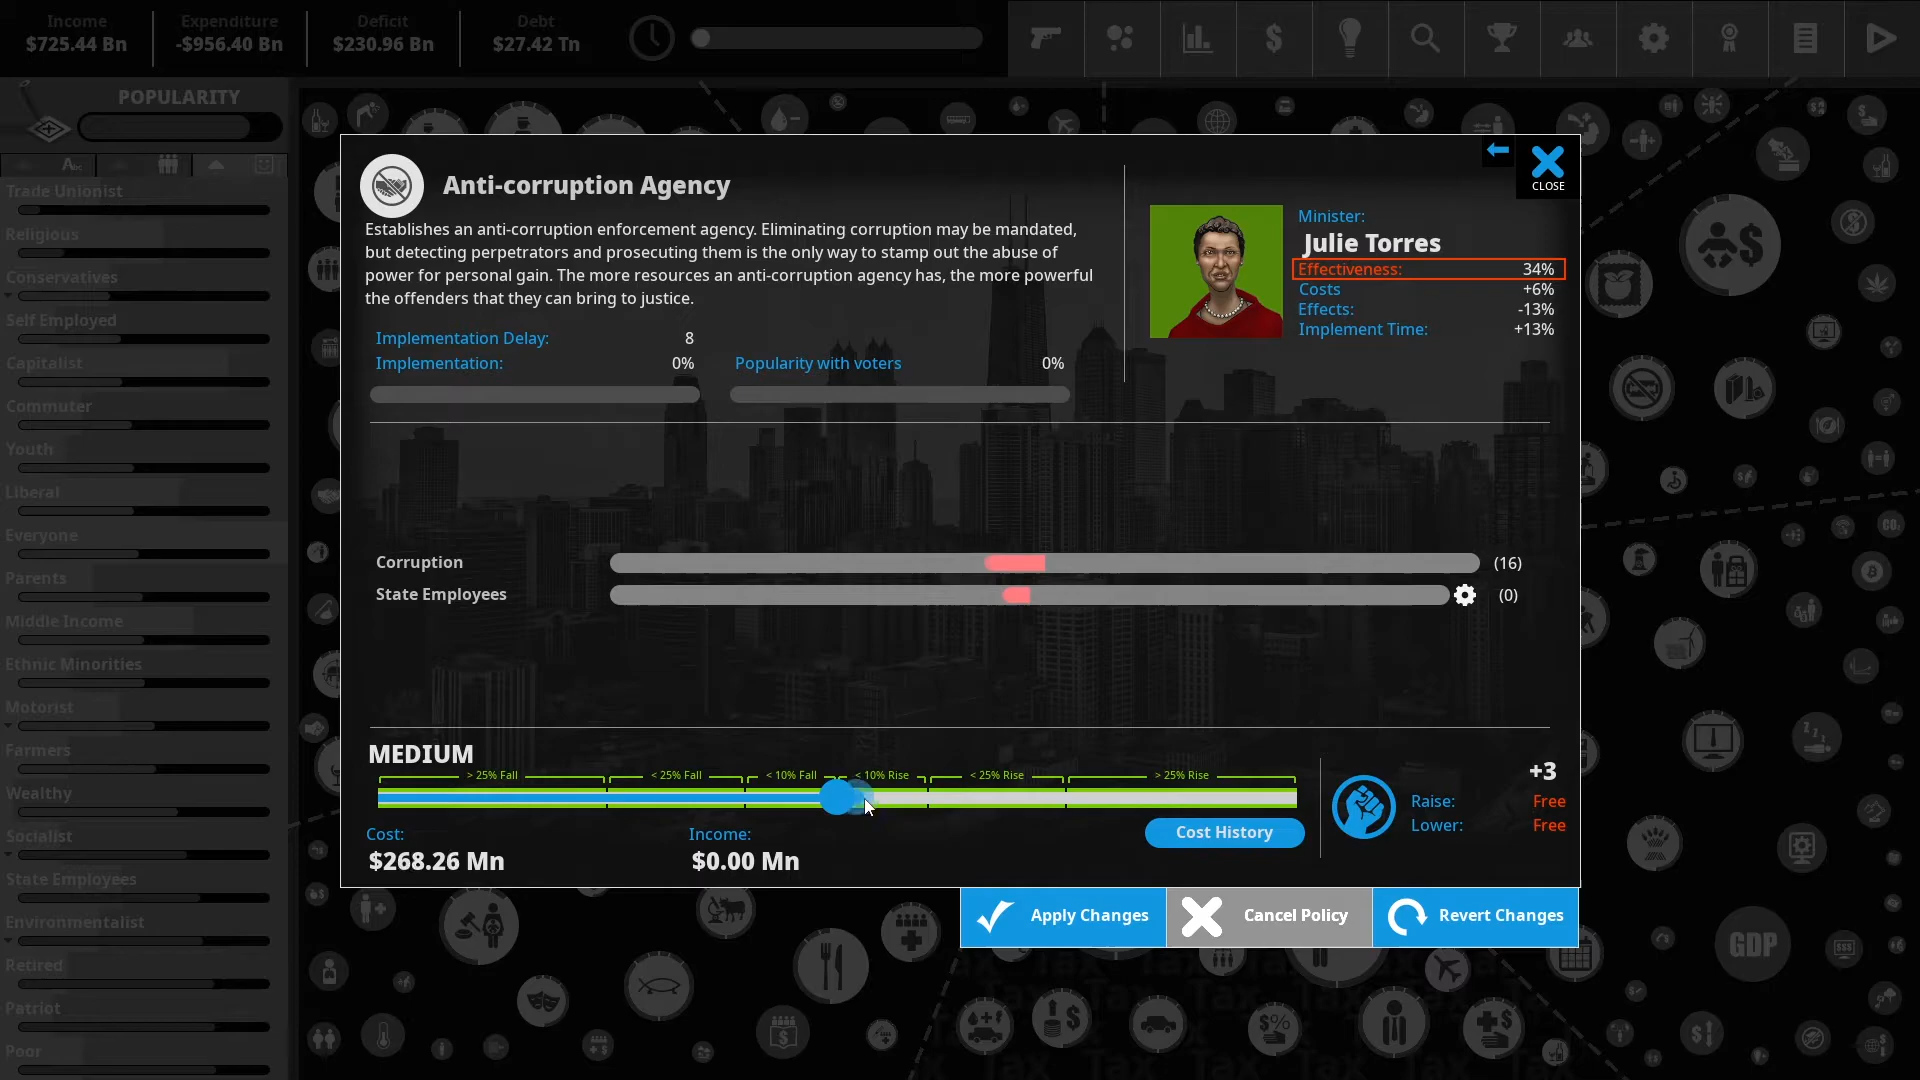 Income
$725.44 Bn
Expenditure
-$956.40 Bn
Deficit
$230.96 Bn
Debt
$27.42 Tn
POPULARITY
Trade Unionist
Religious
Conservatives
Self Employed
Capitalist
Commuter
Youth
Liberal
Everyone
Parents
Middle Income
Ethnic Minorities
Motorist
Farmers
Wealthy
Socialist
State Employees
Environmentalist
Retired
Patriot
Poor
Anti-corruption Agency
Establishes an anti-corruption enforcement agency. Eliminating corruption may be mandated,
but detecting perpetrators and prosecuting them is the only way to stamp out the abuse of
power for personal gain. The more resources an anti-corruption agency has, the more powerful
the offenders that they can bring to justice.
Implementation Delay: 8
Implementation: 0%
Popularity with voters 0%
CLOSE
Minister:
Julie Torres
Effectiveness: 34%
Costs +6%
Effects: -13%
Implement Time: +13%
Corruption (16)
State Employees (0)
MEDIUM
> 25% Fall < 25% Fall < 10% Fall < 10% Rise < 25% Rise > 25% Rise
Cost:
$268.26 Mn
Income:
$0.00 Mn
Cost History
+3
Raise: Free
Lower: Free
Apply Changes
Cancel Policy
Revert Changes
GDP
Tax Tax Tax Tax